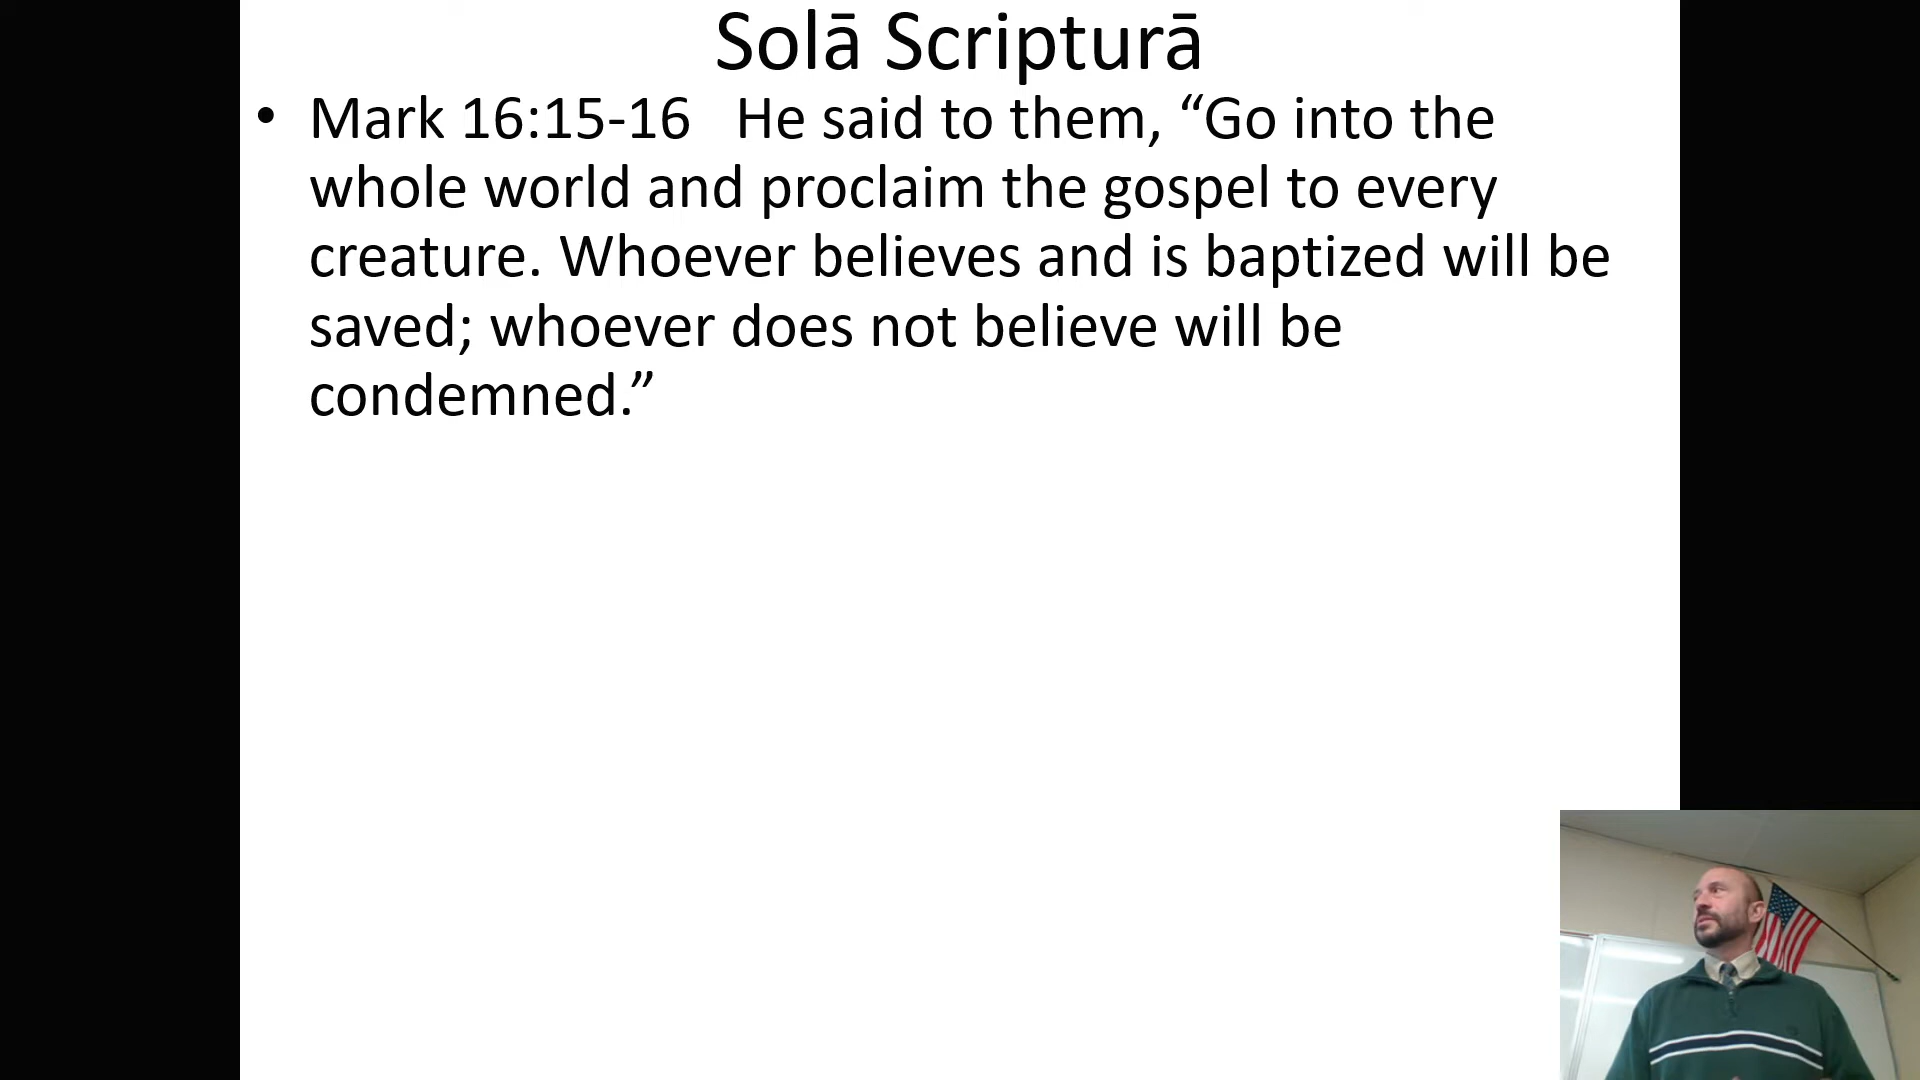 Solā Scripturā
• Mark 16:15-16   He said to them, “Go into the
whole world and proclaim the gospel to every
creature. Whoever believes and is baptized will be
saved; whoever does not believe will be
condemned.”